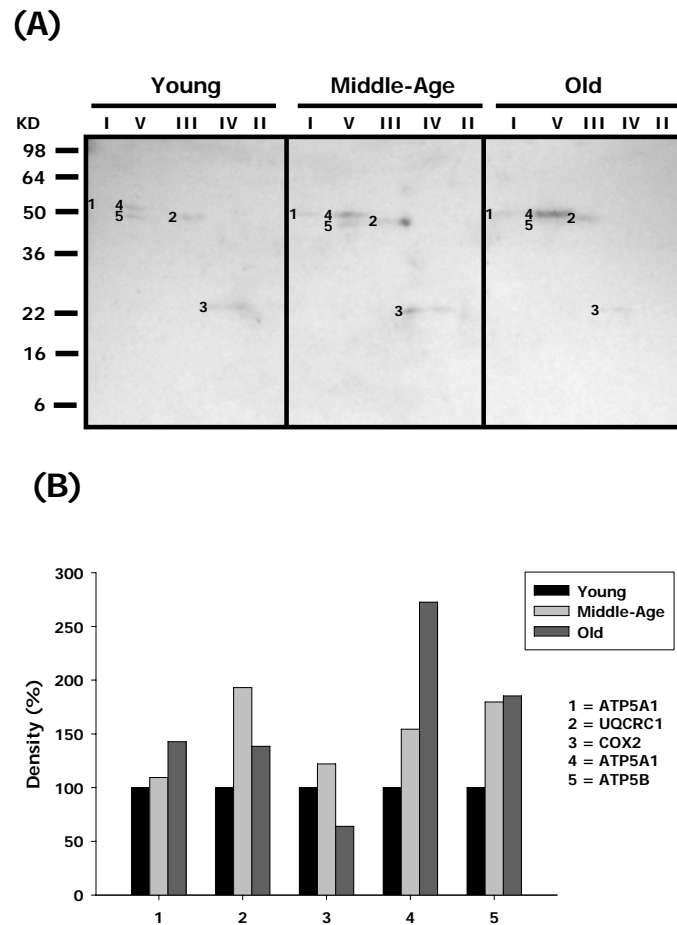 (A)
Young Middle-Age Old
KD I V III IV II I V III IV II I V III IV II
98
64
50 1 4 5 2 1 4 5 2 1 4 5 2
36
22 3 3 3
16
6
(B)
300
250
200
150
100
50
0
Density (%)
1 2 3 4 5
Young
Middle-Age
Old
1 = ATP5A1
2 = UQCRC1
3 = COX2
4 = ATP5A1
5 = ATP5B